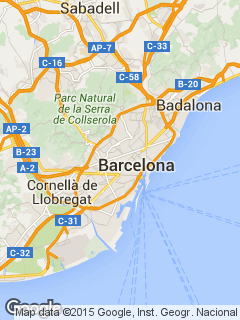 Sabadell
AP-7
C-33
C-16
C-58
B-20
Parc Natural
de la Serra
de Collserola
Badalona
AP-2
B-23
A-2
Barcelona
Cornellà de
Llobregat
C-31
C-32
Google
Map data ©2015 Google, Inst. Geogr. Nacional